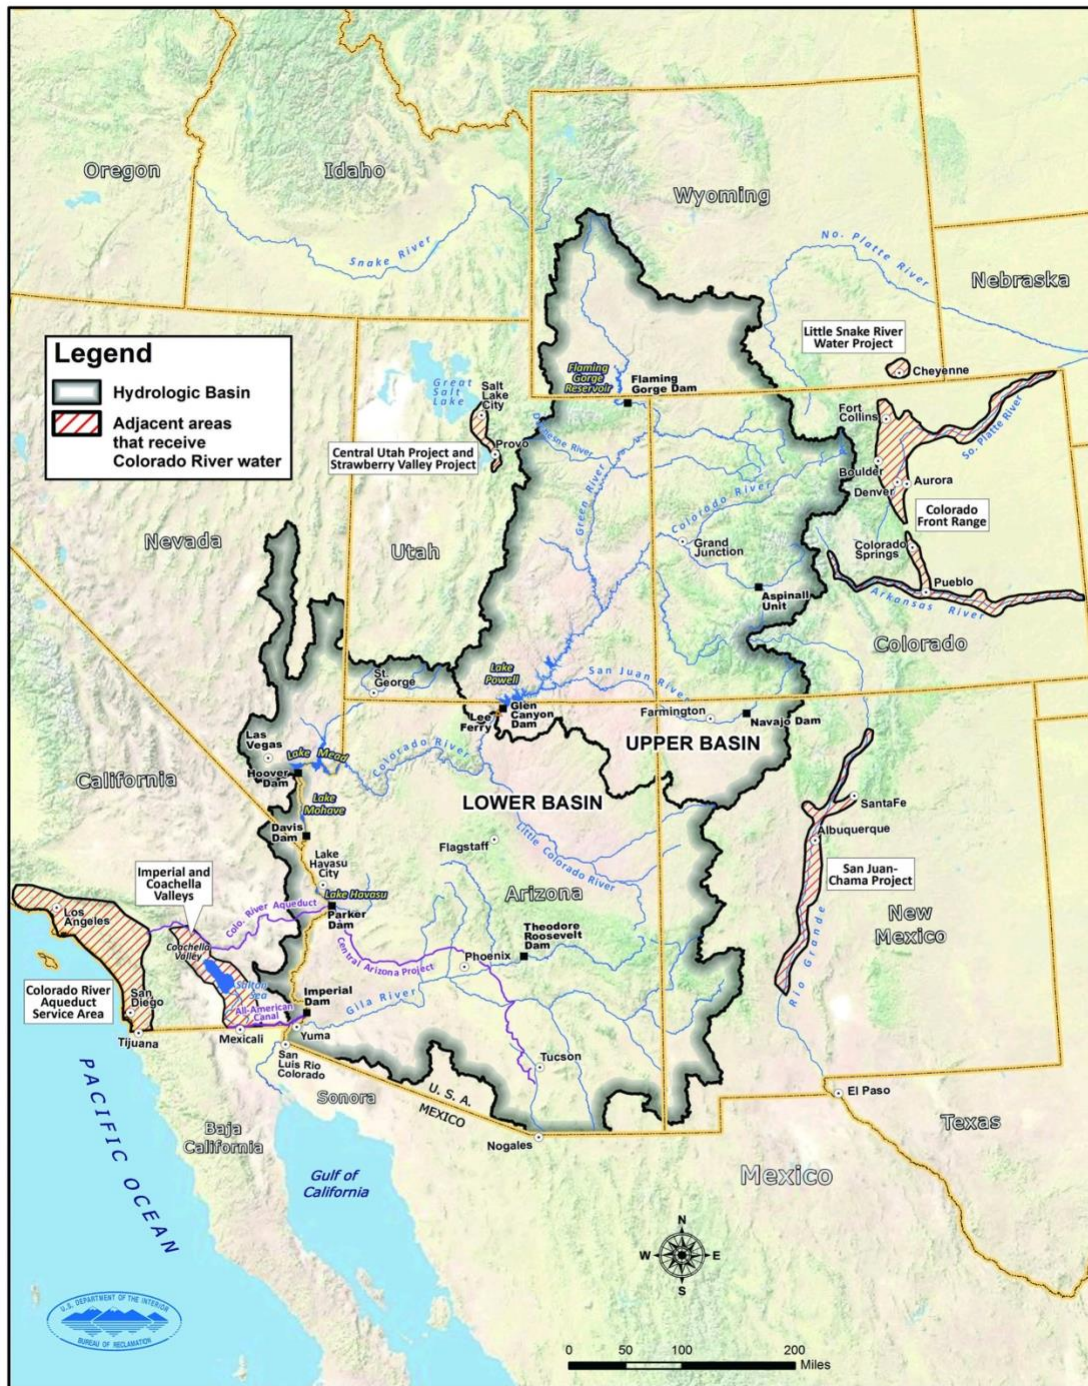 Oregon
Idaho
Wyoming
Snake River
No. Platte River
Nebraska
Legend
Hydrologic Basin
Adjacent areas
that receive
Colorado River water
Great
Salt
Lake
Salt
Lake
City
Provo
Central Utah Project and
Strawberry Valley Project
Flaming
Gorge
Reservoir
Flaming
Gorge Dam
Little Snake River
Water Project
Cheyenne
Fort
Collins
So. Platte River
Boulder
Denver
Aurora
Colorado
Front Range
Colorado
Springs
Pueblo
Arkansas River
Colorado
Duchesne River
Green River
Colorado River
Grand
Junction
Aspinall
Unit
Nevada
Utah
St.
George
Lake
Powell
San Juan River
Lee
Ferry
Glen
Canyon
Dam
Farmington
Navajo Dam
UPPER BASIN
Las
Vegas
Lake Mead
Hoover
Dam
Colorado River
California
Lake
Mohave
LOWER BASIN
Davis
Dam
Flagstaff
Little Colorado River
SantaFe
Albuquerque
San Juan-
Chama Project
Imperial and
Coachella
Valleys
Lake
Havasu
City
Lake Havasu
Arizona
Los
Angeles
Colo. River Aqueduct
Parker
Dam
Coachella
Valley
Central Arizona Project
Theodore
Roosevelt
Dam
Phoenix
New
Mexico
Rio Grande
Colorado River
Aqueduct
Service Area
San
Diego
Salton
Sea
Imperial
Dam
Gila River
All-American
Canal
Tijuana
Mexicali
Yuma
San
Luis Rio
Colorado
Tucson
U. S. A.
MEXICO
Sonora
Nogales
El Paso
Texas
PACIFIC OCEAN
Baja
California
Gulf of
California
Mexico
N
W
E
S
U.S. DEPARTMENT OF THE INTERIOR
BUREAU OF RECLAMATION
0 50 100 200
Miles